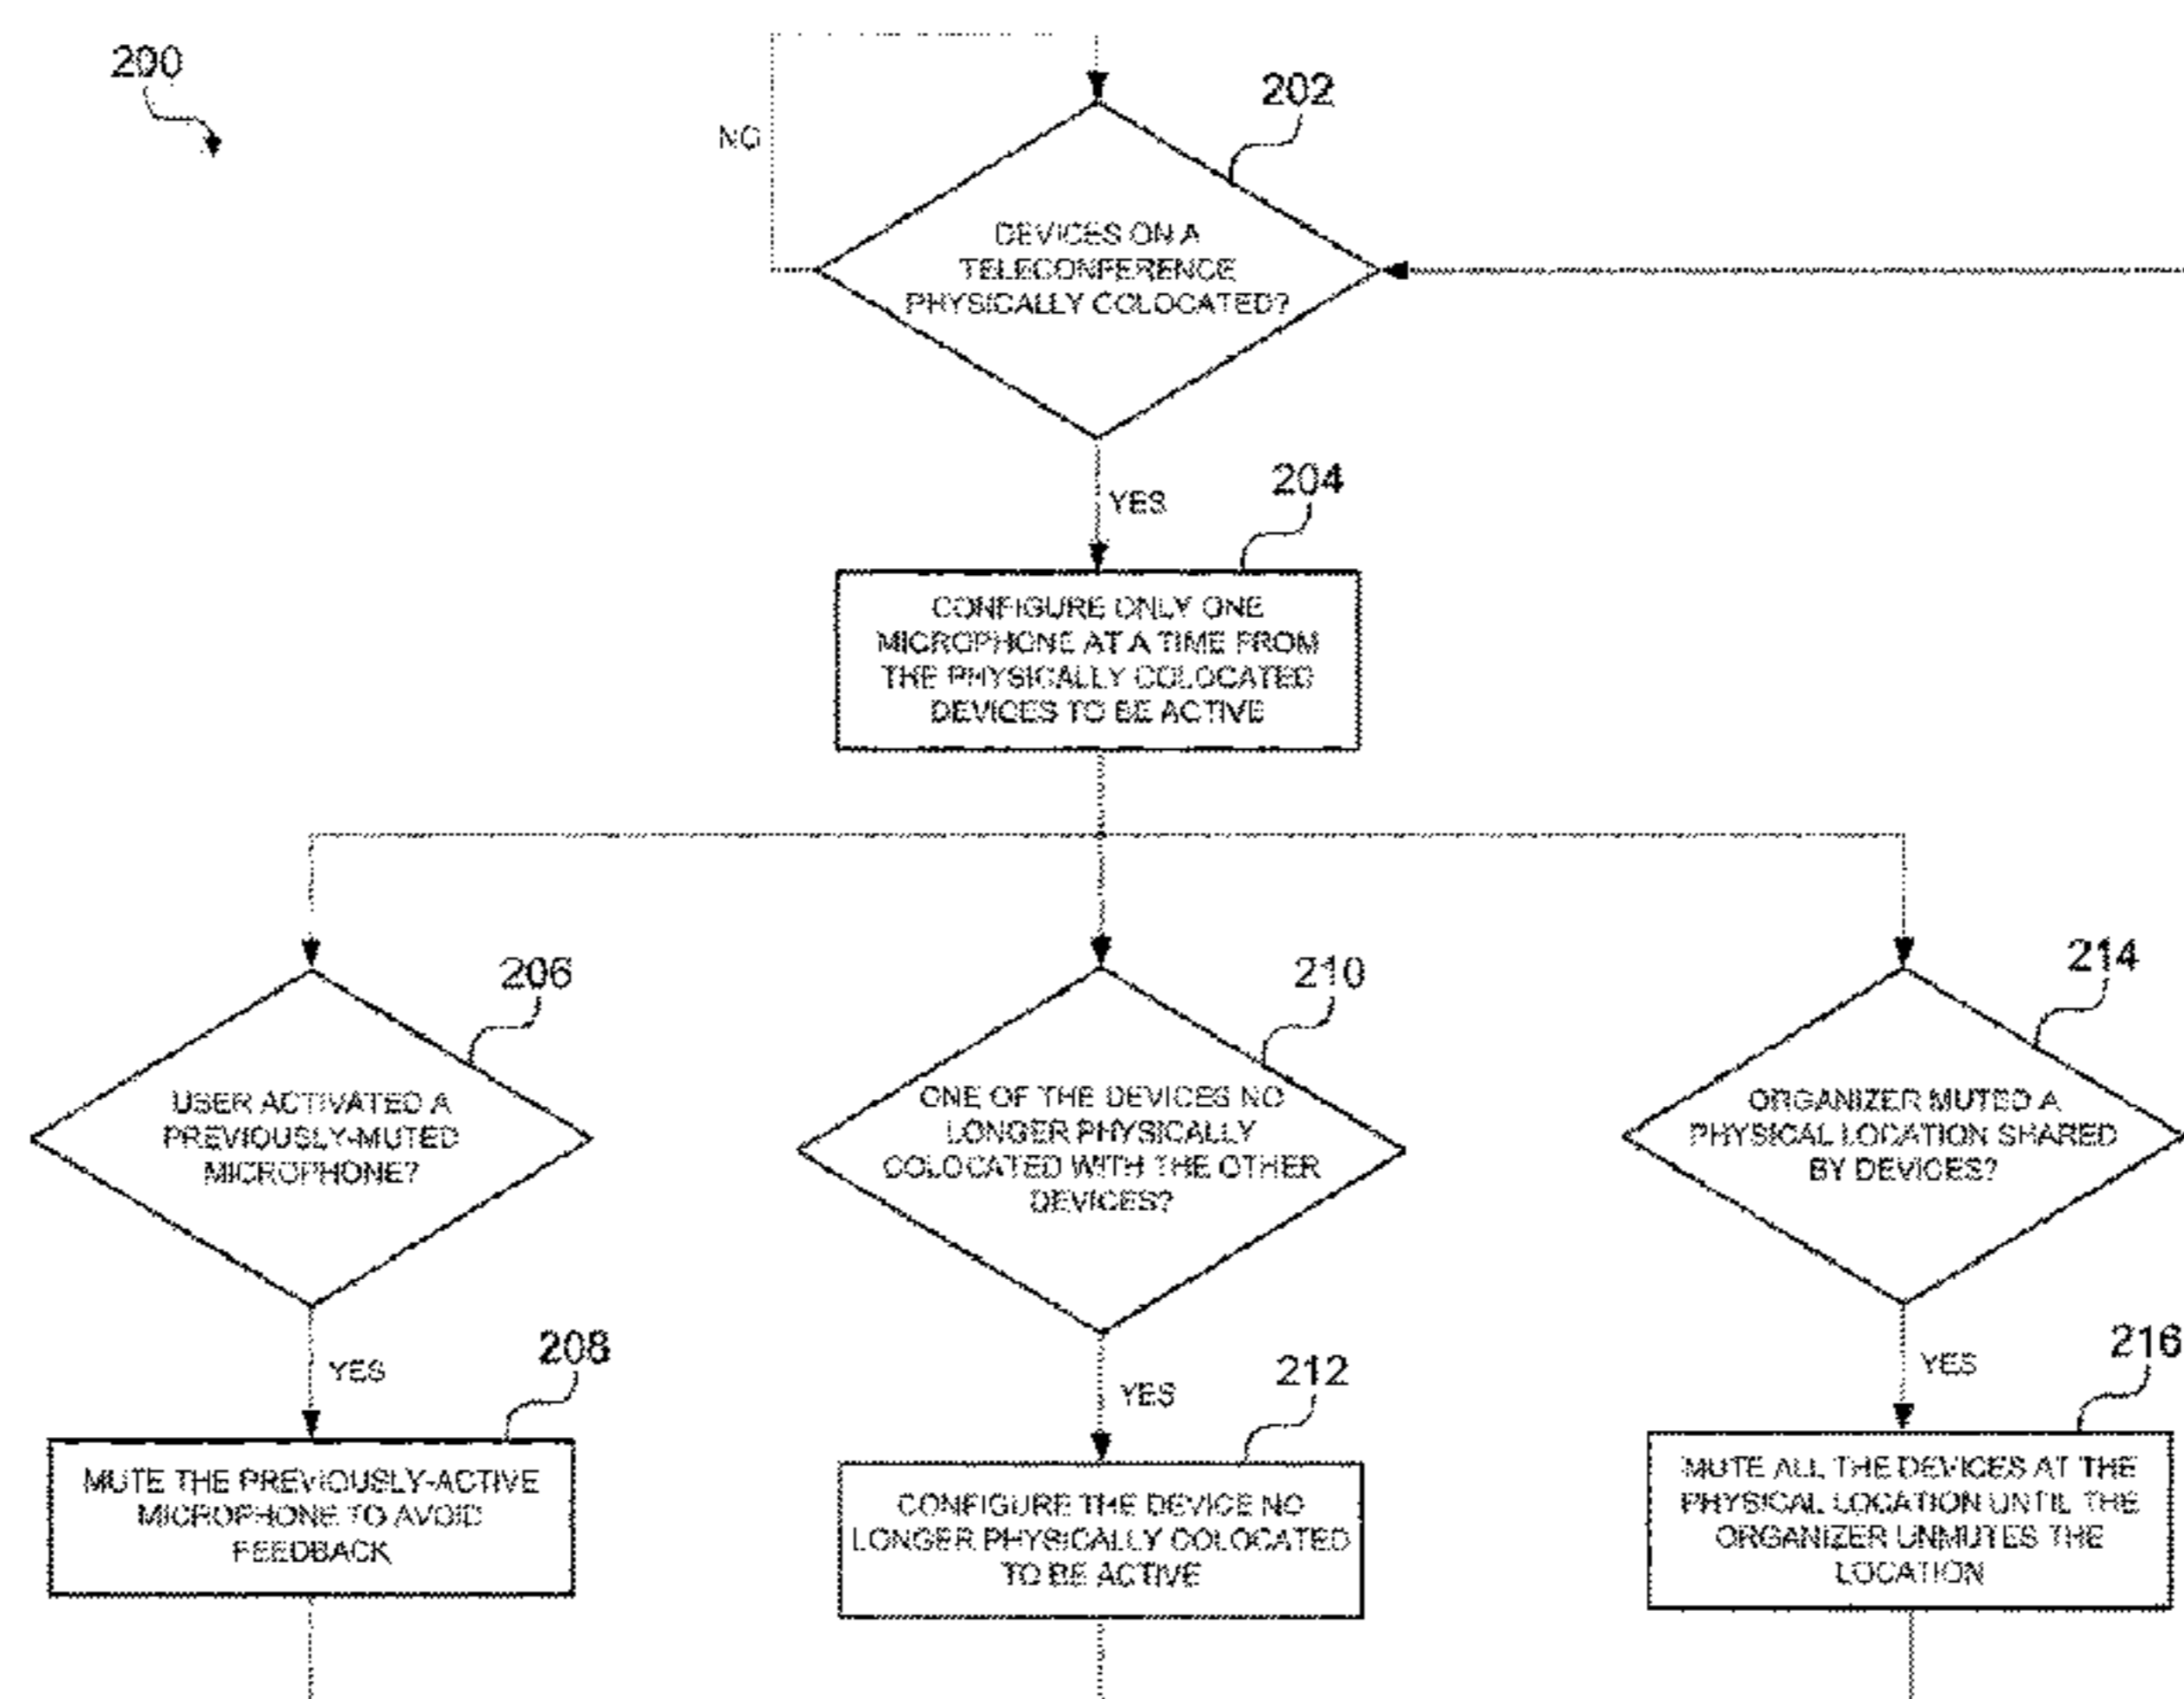 200
202
NO
DEVICES ON A
TELECONFERENCE
PHYSICALLY COLOCATED?
YES
204
CONFIGURE ONLY ONE
MICROPHONE AT A TIME FROM
THE PHYSICALLY COLOCATED
DEVICES TO BE ACTIVE
206
USER ACTIVATED A
PREVIOUSLY-MUTED
MICROPHONE?
YES
208
MUTE THE PREVIOUSLY-ACTIVE
MICROPHONE TO AVOID
FEEDBACK
210
ONE OF THE DEVICES NO
LONGER PHYSICALLY
COLOCATED WITH THE OTHER
DEVICES?
YES
212
CONFIGURE THE DEVICE NO
LONGER PHYSICALLY COLOCATED
TO BE ACTIVE
214
ORGANIZER MUTED A
PHYSICAL LOCATION SHARED
BY DEVICES?
YES
216
MUTE ALL THE DEVICES AT THE
PHYSICAL LOCATION UNTIL THE
ORGANIZER UNMUTES THE
LOCATION